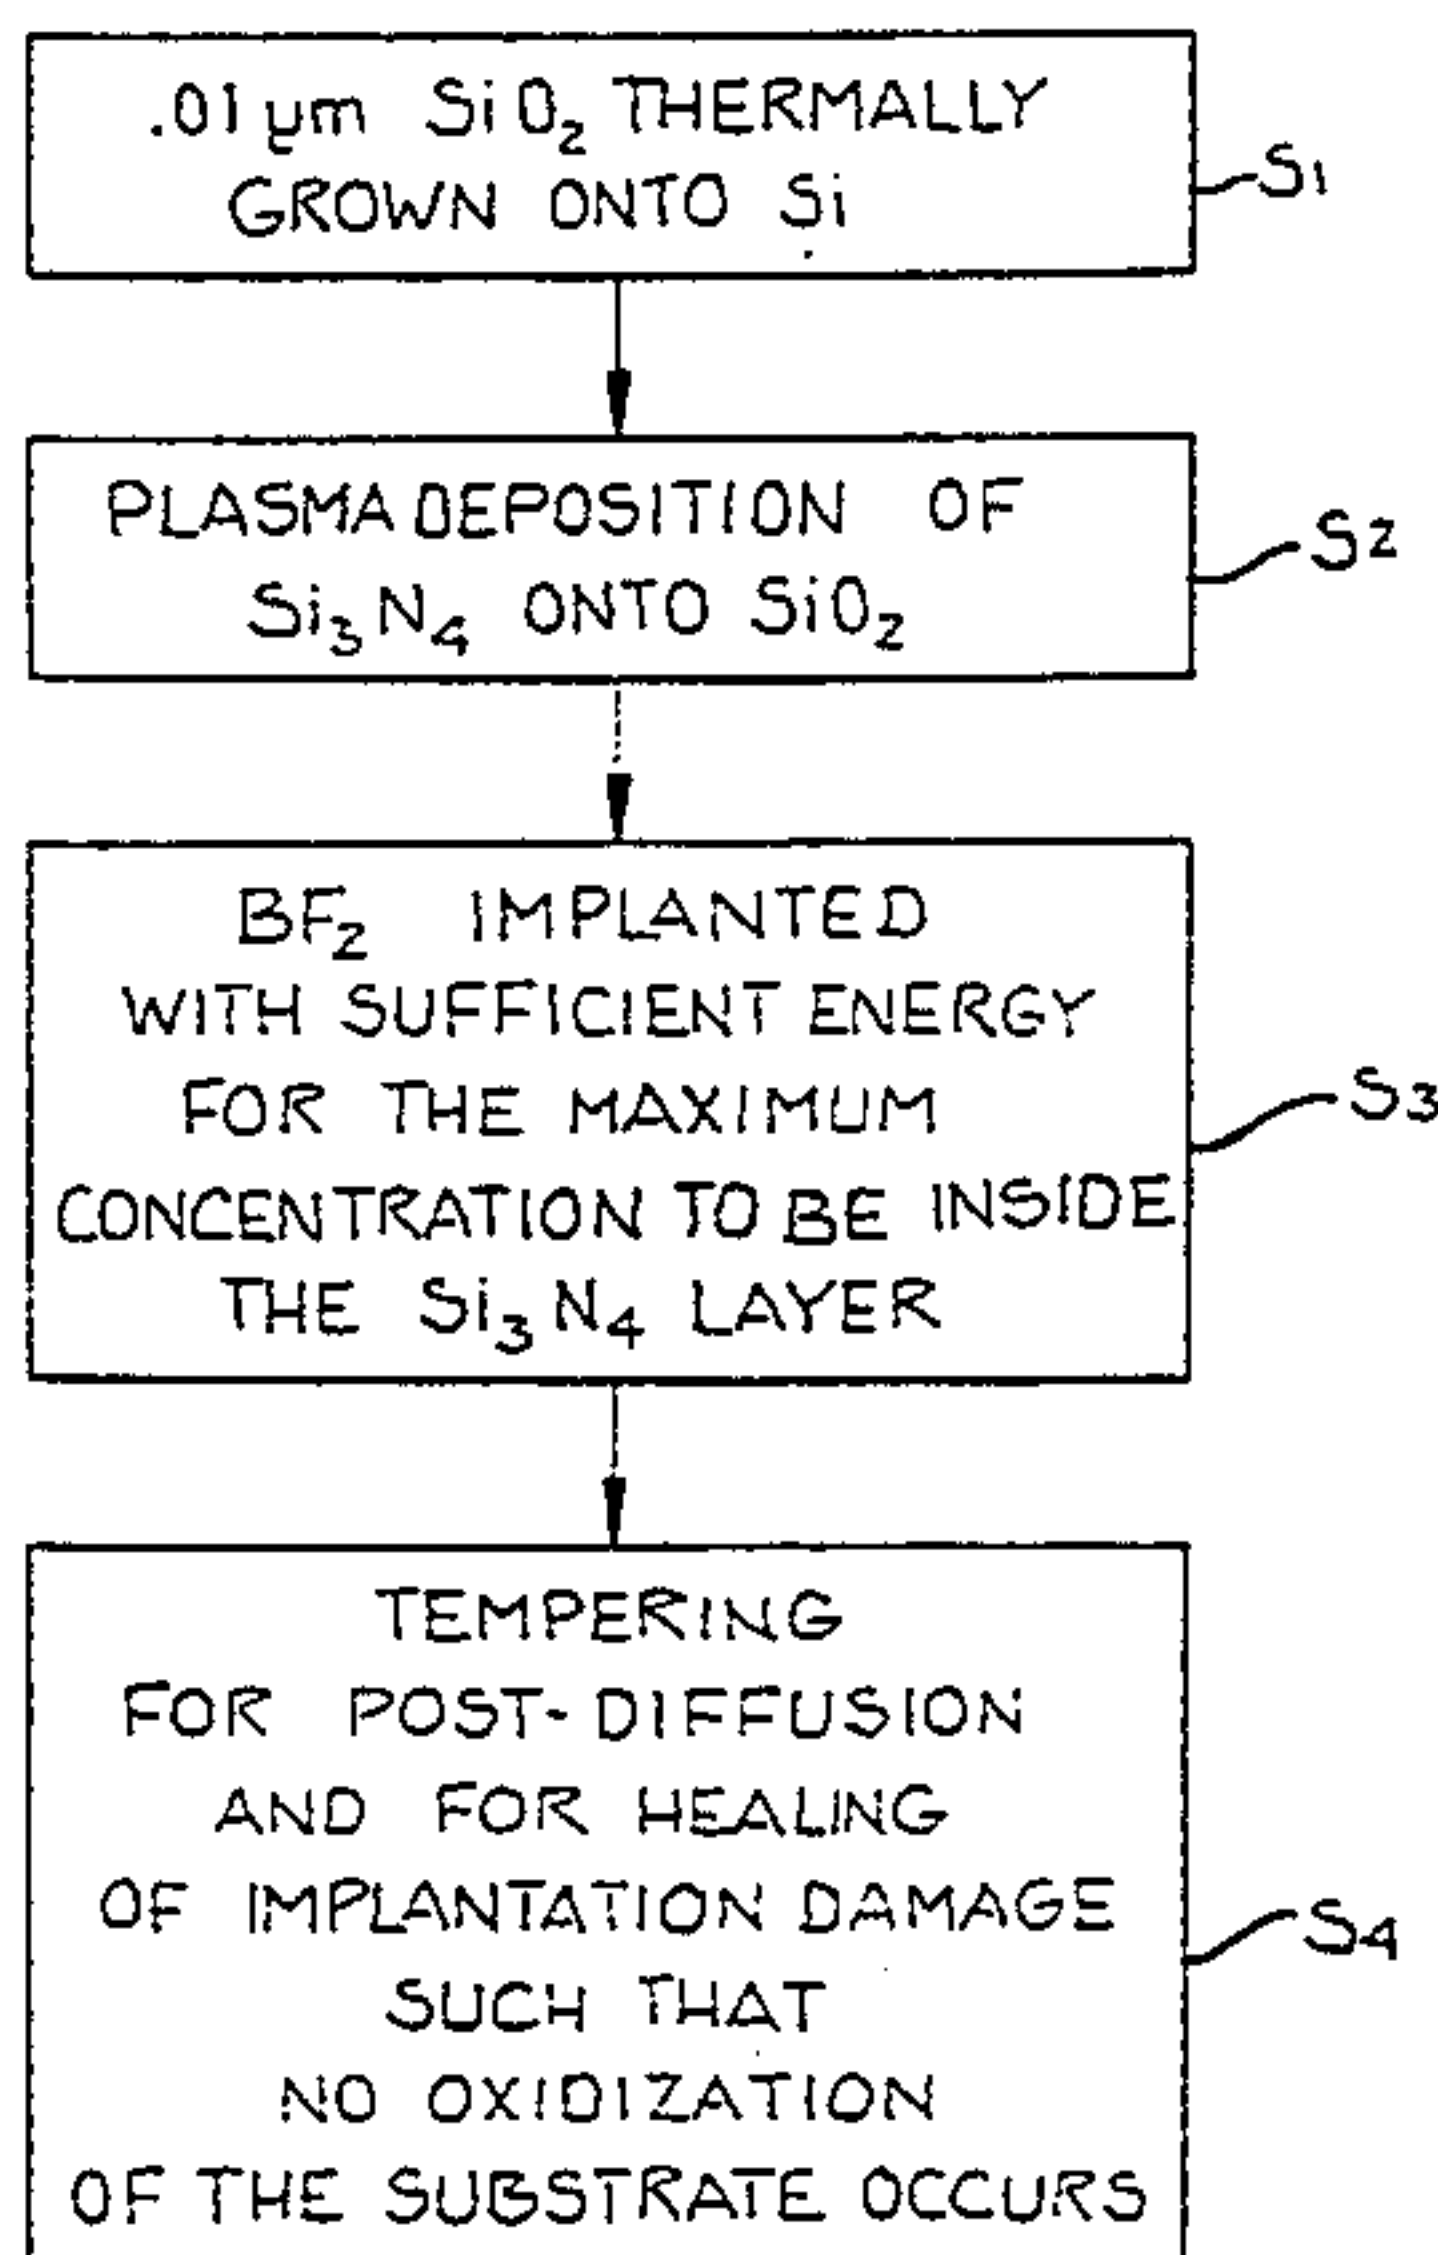 .01 µm SiO₂ THERMALLY
GROWN ONTO Si
S1
PLASMA DEPOSITION OF
Si₃N₄ ONTO SiO₂
S2
BF₂ IMPLANTED
WITH SUFFICIENT ENERGY
FOR THE MAXIMUM
CONCENTRATION TO BE INSIDE
THE Si₃N₄ LAYER
S3
TEMPERING
FOR POST-DIFFUSION
AND FOR HEALING
OF IMPLANTATION DAMAGE
SUCH THAT
NO OXIDIZATION
OF THE SUBSTRATE OCCURS
S4